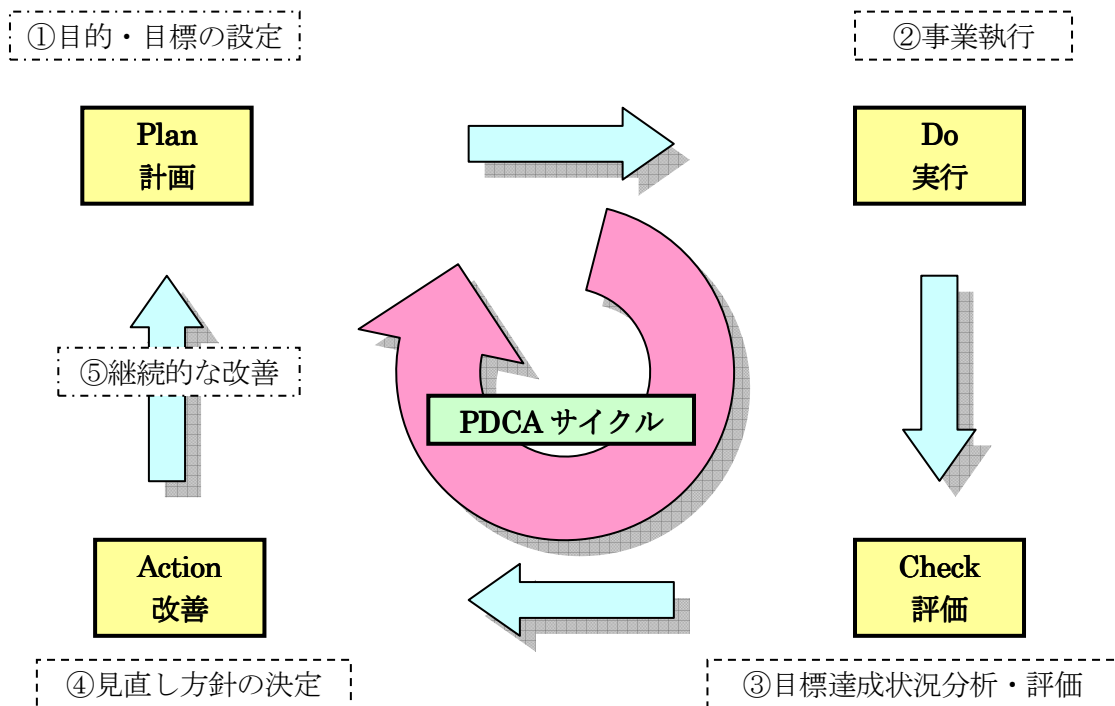 ①目的・目標の設定
②事業執行
Plan
計画
Do
実行
⑤継続的な改善
PDCA サイクル
Action
改善
Check
評価
④見直し方針の決定
③目標達成状況分析・評価